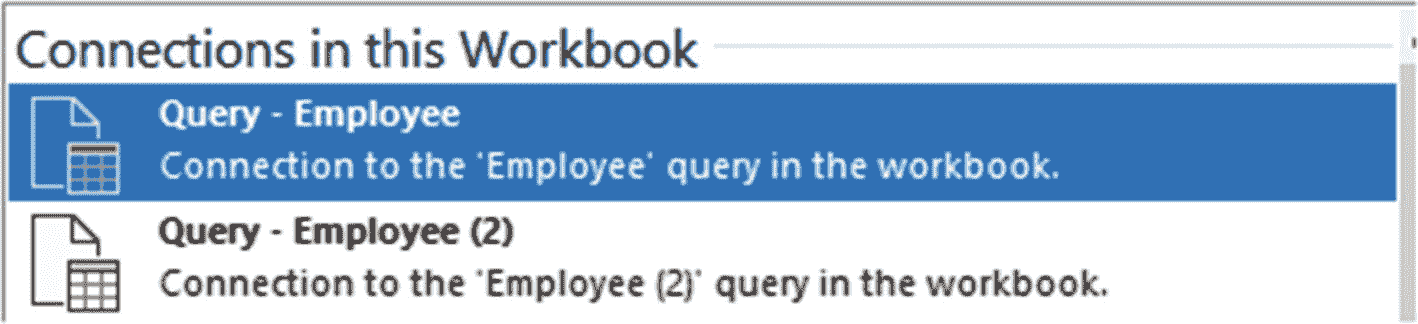 Connections in this Workbook
Query - Employee
Connection to the 'Employee' query in the workbook.
Query - Employee (2)
Connection to the 'Employee (2)' query in the workbook.